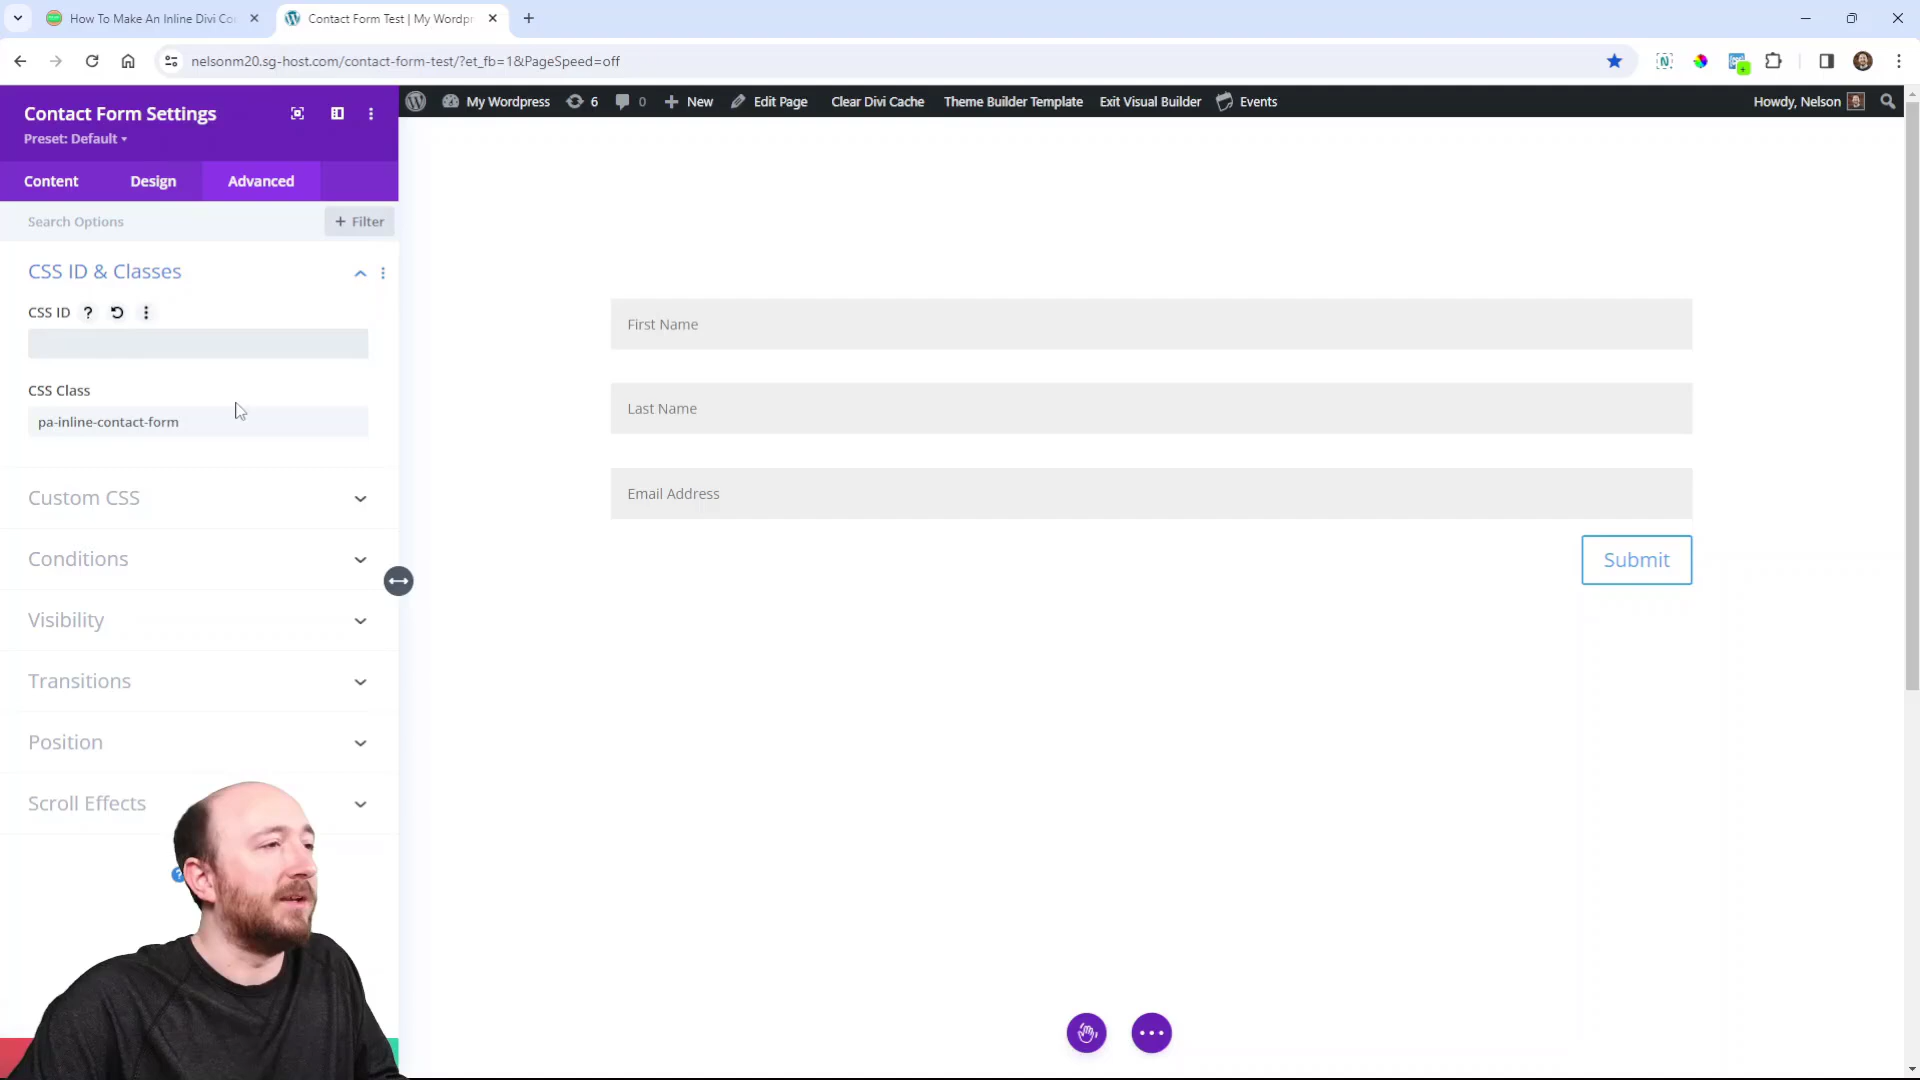 How To Make An Inline Divi Co
Contact Form Test | My Wordpr
nelsonm20.sg-host.com/contact-form-test/?et_fb=1&PageSpeed=off
Contact Form Settings
Preset: Default
My Wordpress
6
0
New
Edit Page
Clear Divi Cache
Theme Builder Template
Exit Visual Builder
Events
Howdy, Nelson
Content
Design
Advanced
Search Options
+ Filter
CSS ID & Classes
CSS ID
?
CSS Class
pa-inline-contact-form
Custom CSS
Conditions
Visibility
Transitions
Position
Scroll Effects
?
First Name
Last Name
Email Address
Submit